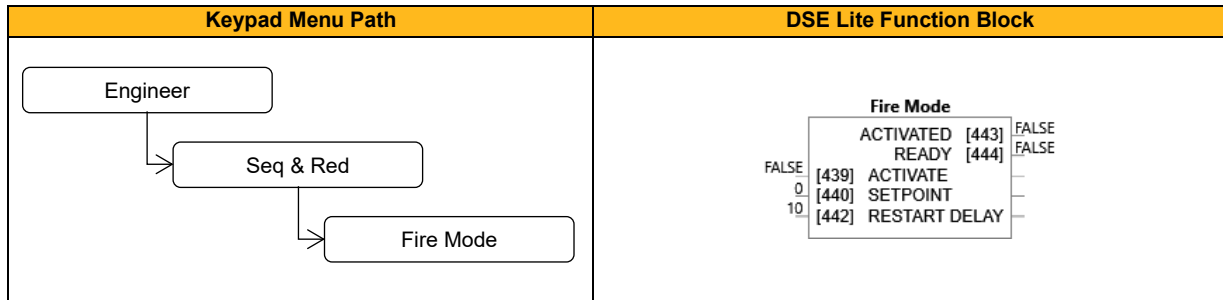 Keypad Menu Path
DSE Lite Function Block
Engineer
Seq & Red
Fire Mode
Fire Mode
ACTIVATED [443] FALSE
READY [444] FALSE
FALSE [439] ACTIVATE
0 [440] SETPOINT
10 [442] RESTART DELAY